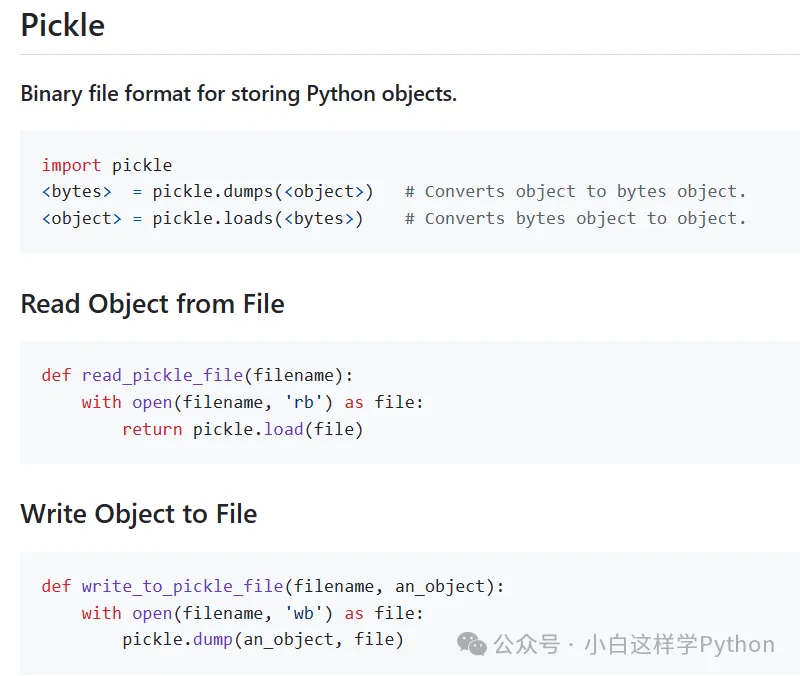 Pickle
Binary file format for storing Python objects.
import pickle
<bytes>  = pickle.dumps(<object>)   # Converts object to bytes object.
<object> = pickle.loads(<bytes>)    # Converts bytes object to object.
Read Object from File
def read_pickle_file(filename):
    with open(filename, 'rb') as file:
        return pickle.load(file)
Write Object to File
def write_to_pickle_file(filename, an_object):
    with open(filename, 'wb') as file:
        pickle.dump(an_object, file)
公众号 · 小白这样学Python